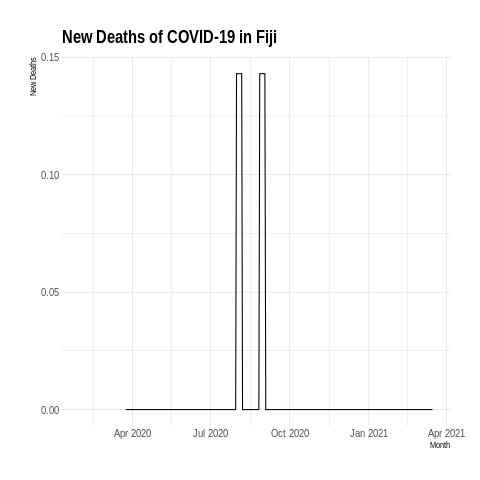 New Deaths of COVID-19 in Fiji
New Deaths
0.15
0.10
0.05
0.00
Apr 2020 Jul 2020 Oct 2020 Jan 2021 Apr 2021
Month